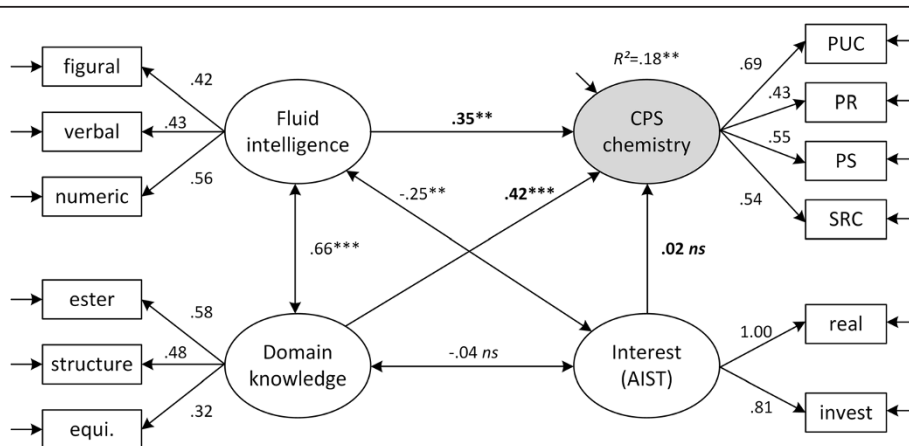 figural
verbal
numeric
.42
.43
.56
Fluid
intelligence
.35**
R²=.18**
CPS
chemistry
.69
.43
.55
.54
PUC
PR
PS
SRC
-.25**
.42***
.66***
.02 ns
ester
structure
equi.
.58
.48
.32
Domain
knowledge
-.04 ns
Interest
(AIST)
1.00
.81
real
invest